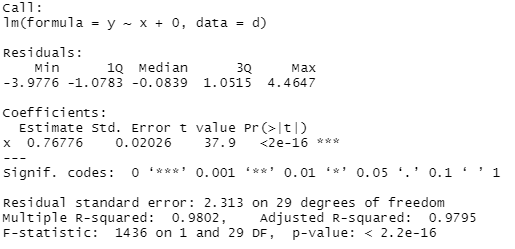 Call:
lm(formula = y ~ x + 0, data = d)
Residuals:
Min 1Q Median 3Q Max
-3.9776 -1.0783 -0.0839 1.0515 4.4647
Coefficients:
Estimate Std. Error t value Pr(>|t|)
x 0.76776 0.02026 37.9 <2e-16 ***
---
Signif. codes: 0 ‘***’ 0.001 ‘**’ 0.01 ‘*’ 0.05 ‘.’ 0.1 ‘ ’ 1
Residual standard error: 2.313 on 29 degrees of freedom
Multiple R-squared: 0.9802, Adjusted R-squared: 0.9795
F-statistic: 1436 on 1 and 29 DF, p-value: < 2.2e-16